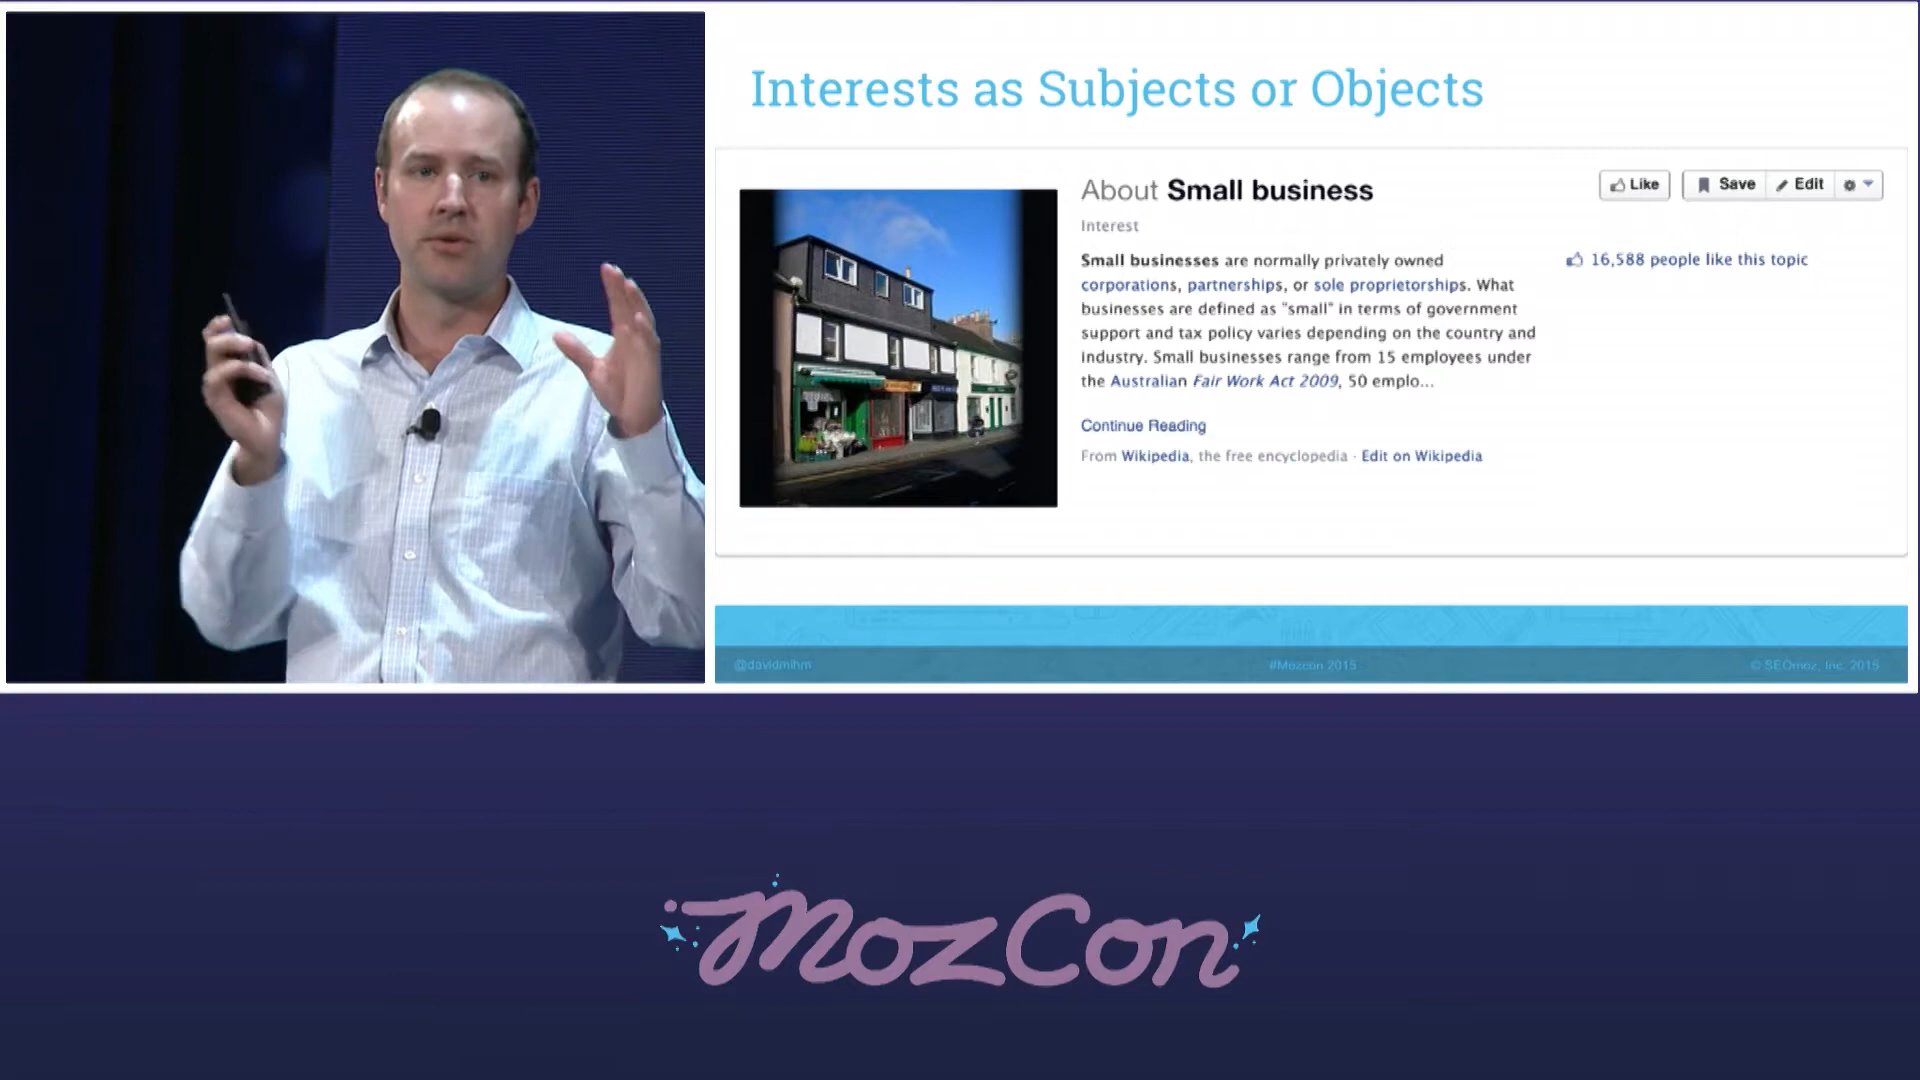 Interests as Subjects or Objects
About Small business
Like
Save
Edit
Interest
Small businesses are normally privately owned
corporations, partnerships, or sole proprietorships. What
businesses are defined as "small" in terms of government
support and tax policy varies depending on the country and
industry. Small businesses range from 15 employees under
the Australian Fair Work Act 2009, 50 emplo...
16,588 people like this topic
Continue Reading
From Wikipedia, the free encyclopedia · Edit on Wikipedia
@davidmihm
#Mozcon 2015
© SEOmoz, Inc. 2015
MozCon